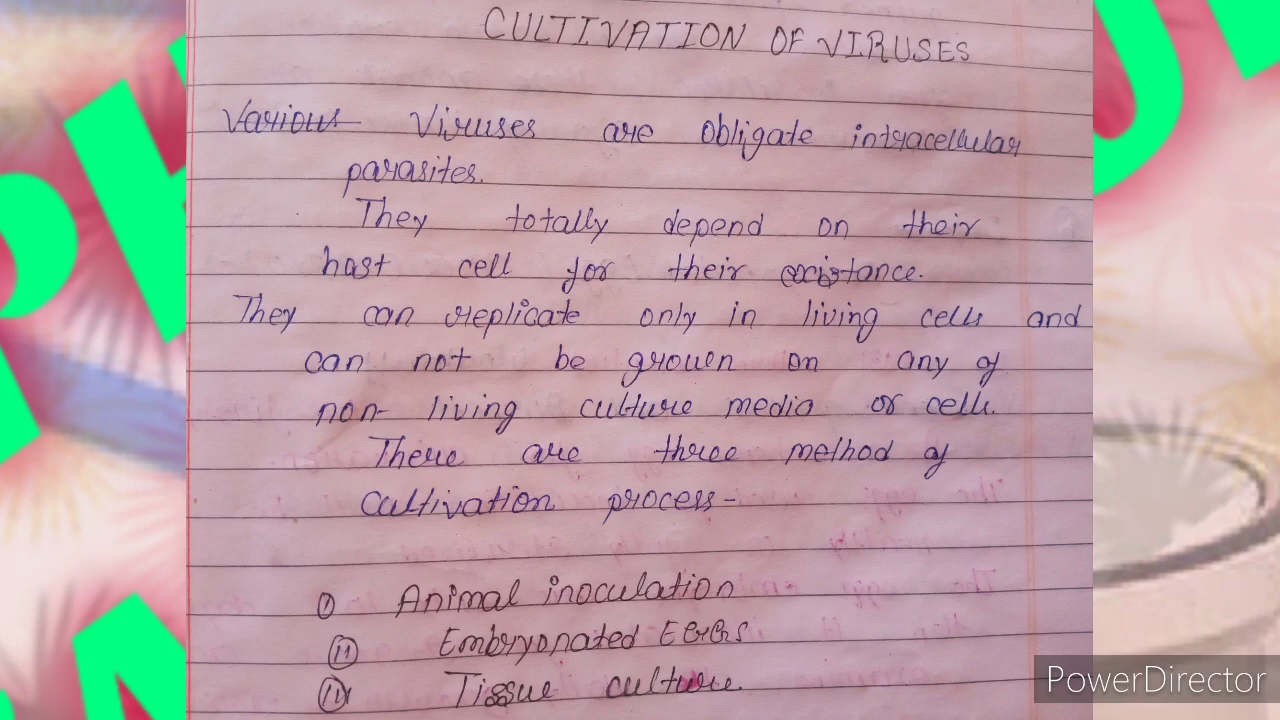 CULTIVATION OF VIRUSES
Various Viruses are obligate intracellular
parasites.
They totally depend on their
hast cell for their existance.
They can replicate only in living cells and
can not be grown on any of
non-living culture media or cells.
There are three method of
cultivation process-
(i) Animal inoculation
(ii) Embryonated EGGS
(iii) Tissue culture.
PowerDirector